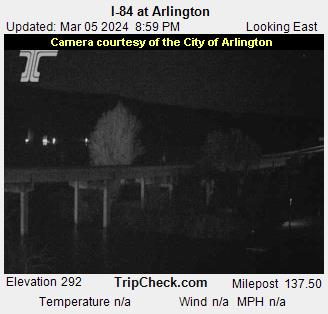 I-84 at Arlington
Updated: Mar 05 2024 8:59 PM Looking East
Camera courtesy of the City of Arlington
Elevation 292 TripCheck.com Milepost 137.50
Temperature n/a Wind n/a MPH n/a